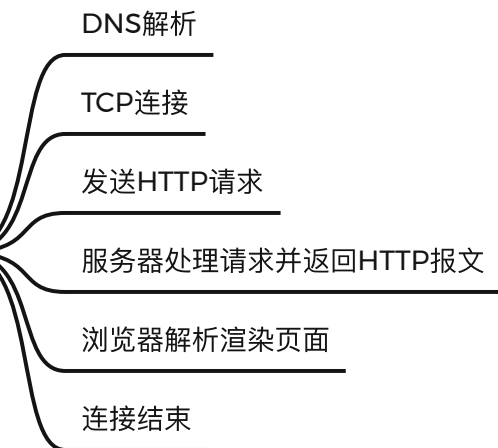 DNS解析
TCP连接
发送HTTP请求
服务器处理请求并返回HTTP报文
浏览器解析渲染页面
连接结束